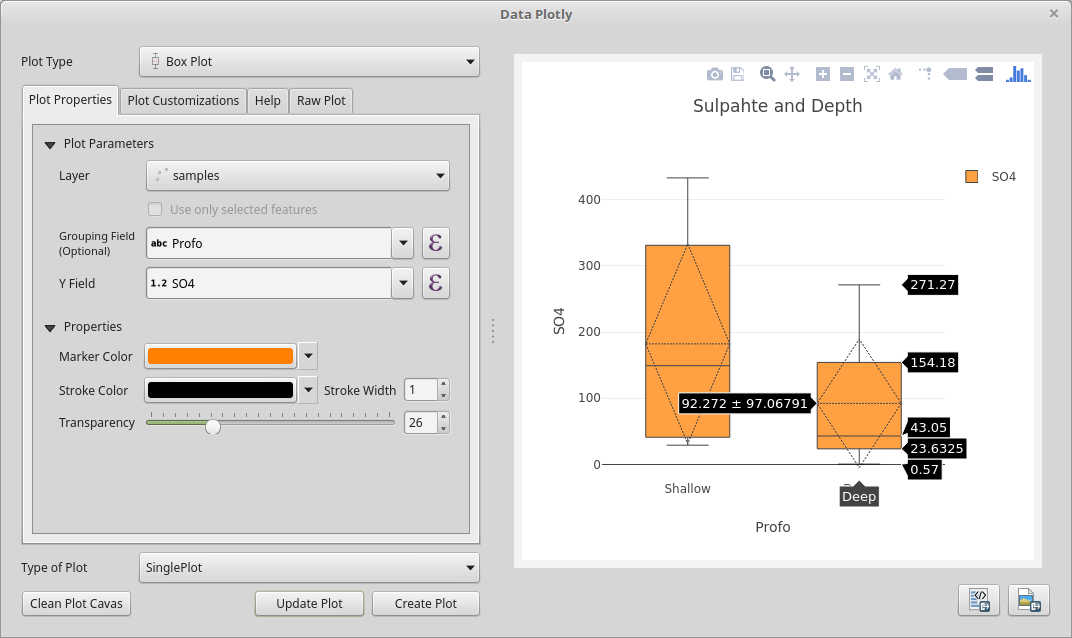 Data Plotly
Plot Type
Box Plot
Plot Properties
Plot Customizations
Help
Raw Plot
Plot Parameters
Layer
samples
Use only selected features
Grouping Field
(Optional)
abc Profo
ε
Y Field
1.2 SO4
ε
Properties
Marker Color
Stroke Color
Stroke Width
1
Transparency
26
Type of Plot
SinglePlot
Clean Plot Cavas
Update Plot
Create Plot
Sulpahte and Depth
SO4
400
300
200
100
0
SO4
271.27
154.18
92.272 ± 97.06791
43.05
23.6325
0.57
Shallow
Deep
Profo